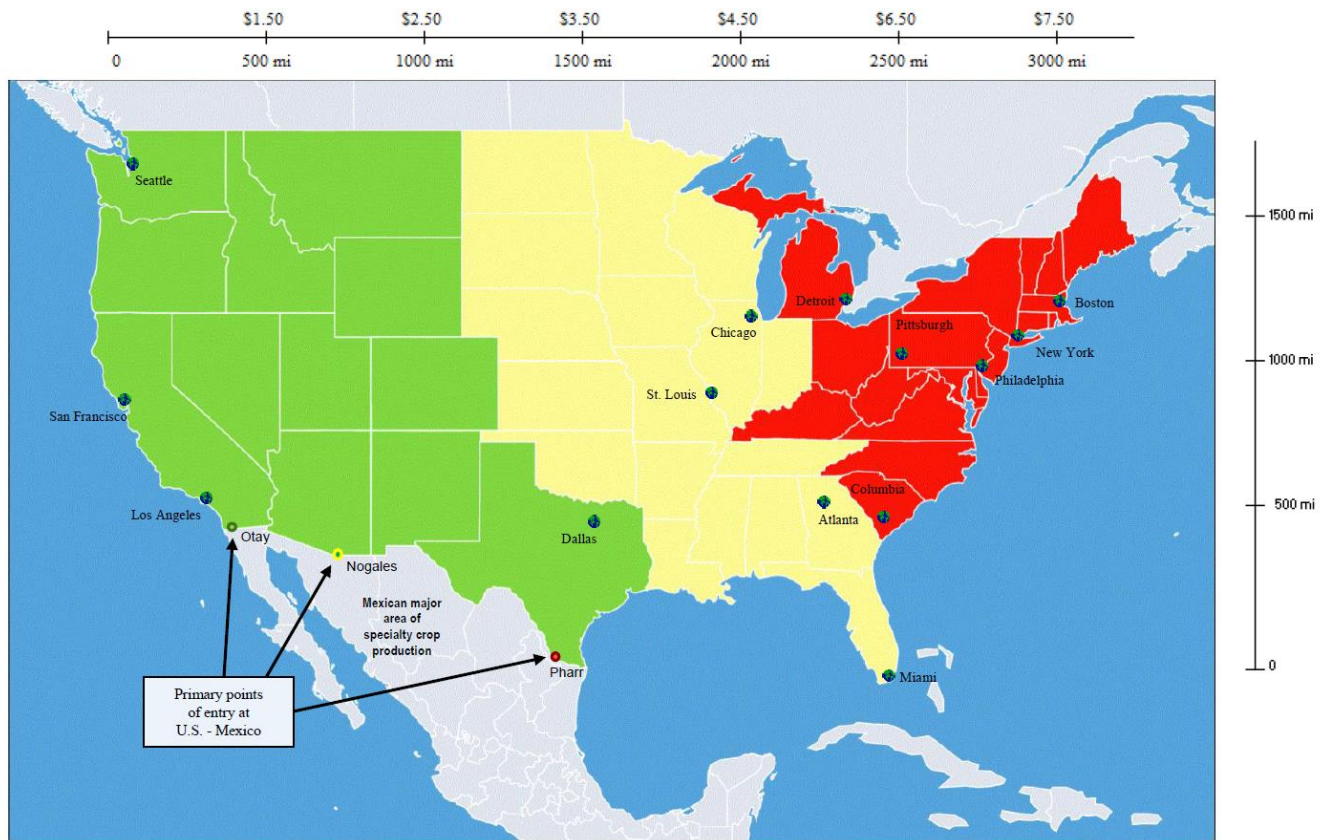 $1.50 $2.50 $3.50 $4.50 $6.50 $7.50
0 500 mi 1000 mi 1500 mi 2000 mi 2500 mi 3000 mi
Seattle
1500 mi
Detroit
Boston
Chicago
Pittsburgh
New York
1000 mi
Philadelphia
St. Louis
San Francisco
Columbia
500 mi
Los Angeles
Atlanta
Otay
Dallas
Nogales
Mexican major
area of
specialty crop
production
0
Pharr
Miami
Primary points
of entry at
U.S. - Mexico